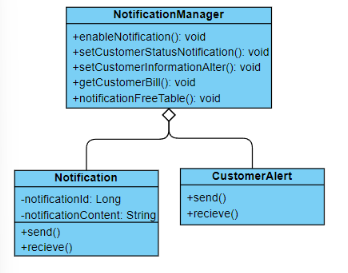 NotificationManager
+enableNotification(): void
+setCustomerStatusNotification(): void
+setCustomerInformationAlter(): void
+getCustomerBill(): void
+notificationFreeTable(): void
Notification
-notificationId: Long
-notificationContent: String
+send()
+recieve()
CustomerAlert
+send()
+recieve()